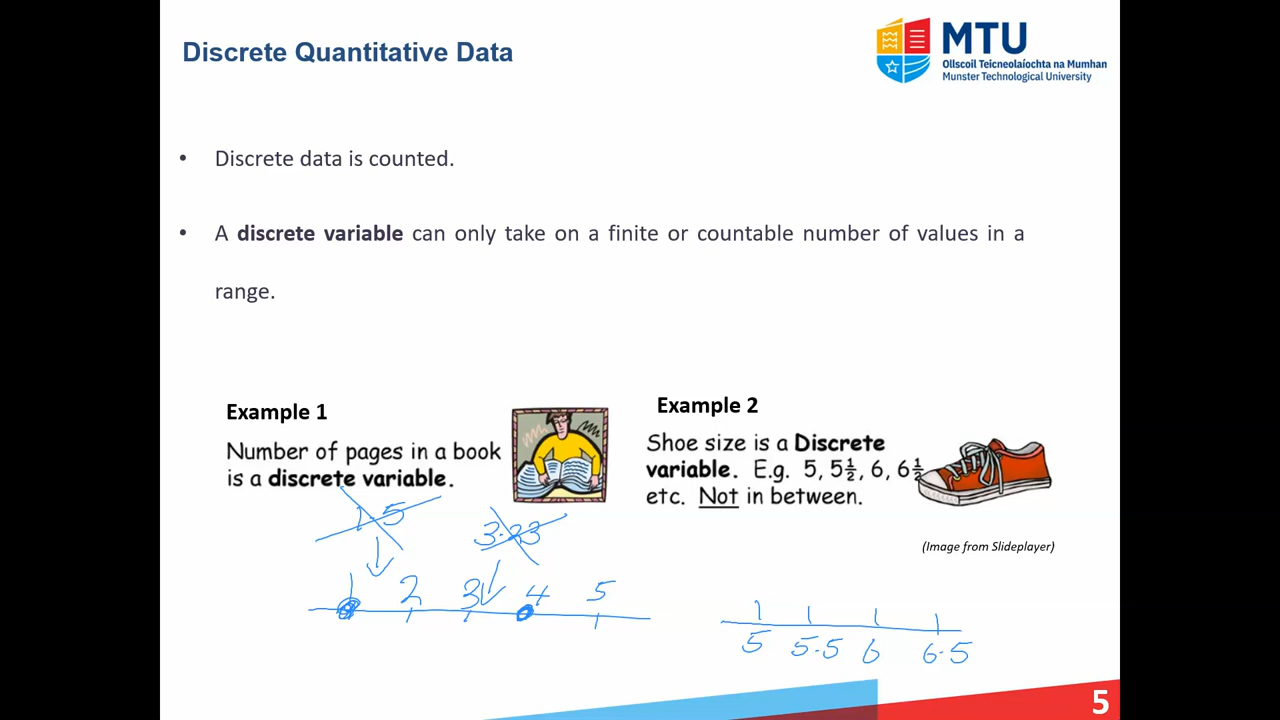 Discrete Quantitative Data
MTU
Ollscoil Teicneolaíochta na Mumhan
Munster Technological University
• Discrete data is counted.
• A discrete variable can only take on a finite or countable number of values in a
range.
Example 1
Number of pages in a book
is a discrete variable.
Example 2
Shoe size is a Discrete
variable. E.g. 5, 5½, 6, 6½
etc. Not in between.
(Image from Slideplayer)
1.5
3.23
1 2 3 4 5
5 5.5 6 6.5
5